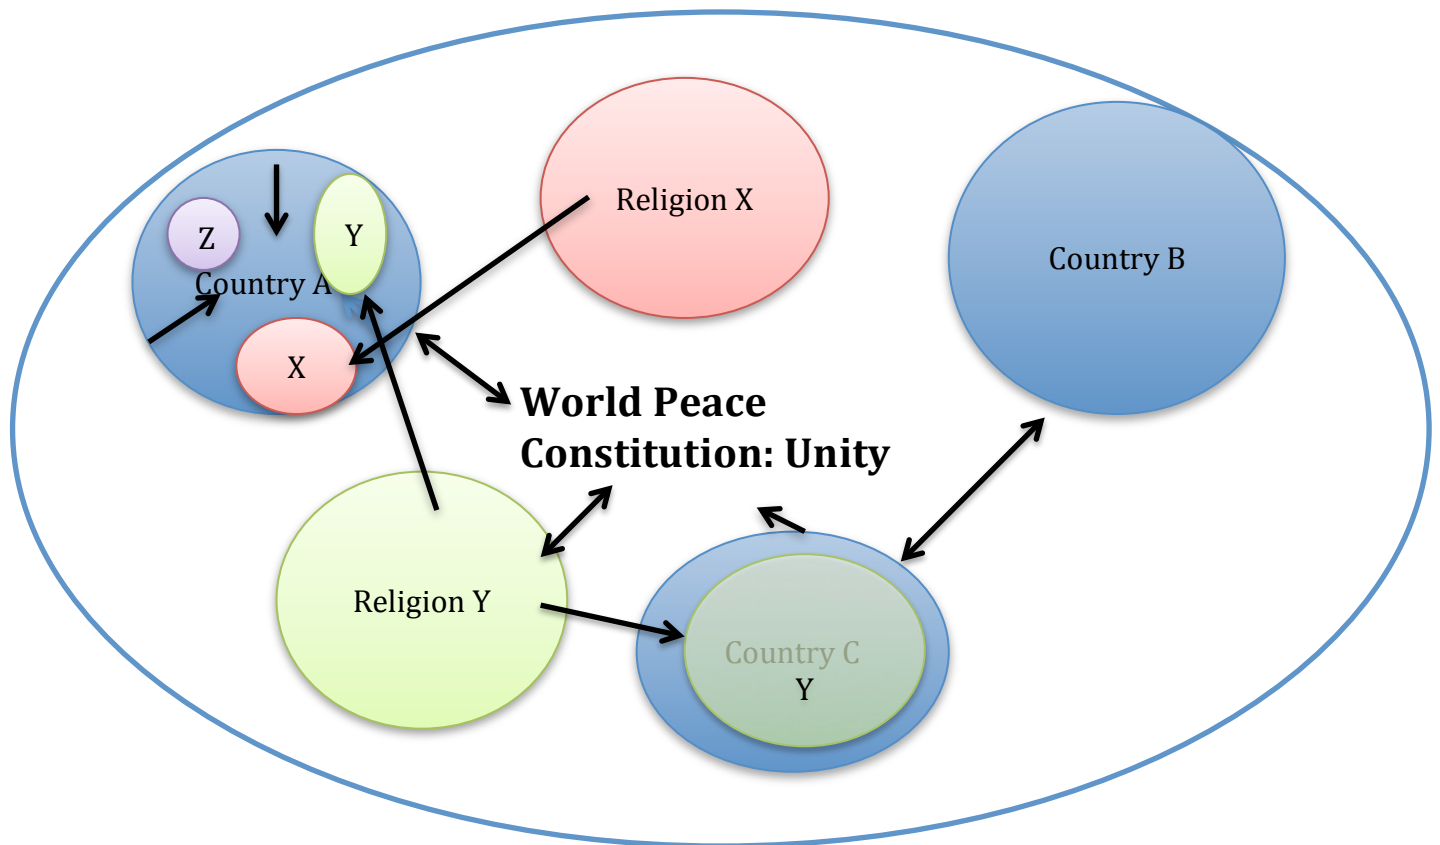 Religion X
Z
Y
Country B
Country A
X
World Peace
Constitution: Unity
Religion Y
Country C
Y